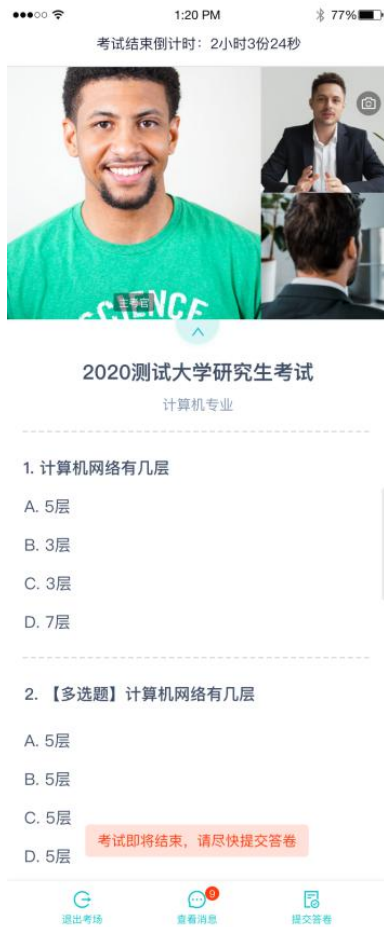 1:20 PM
77%
考试结束倒计时：2小时3份24秒
SCIENCE
主考官
2020测试大学研究生考试
计算机专业
1. 计算机网络有几层
A. 5层
B. 3层
C. 3层
D. 7层
2. 【多选题】计算机网络有几层
A. 5层
B. 5层
C. 5层
考试即将结束，请尽快提交答卷
D. 5层
9
退出考场
查看消息
提交答卷